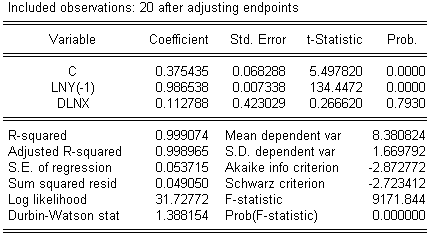 Included observations: 20 after adjusting endpoints
Variable Coefficient Std. Error t-Statistic Prob.
C 0.375435 0.068288 5.497820 0.0000
LNY(-1) 0.986538 0.007338 134.4472 0.0000
DLNX 0.112788 0.423029 0.266620 0.7930
R-squared 0.999074 Mean dependent var 8.380824
Adjusted R-squared 0.998965 S.D. dependent var 1.669792
S.E. of regression 0.053715 Akaike info criterion -2.872772
Sum squared resid 0.049050 Schwarz criterion -2.723412
Log likelihood 31.72772 F-statistic 9171.844
Durbin-Watson stat 1.388154 Prob(F-statistic) 0.000000